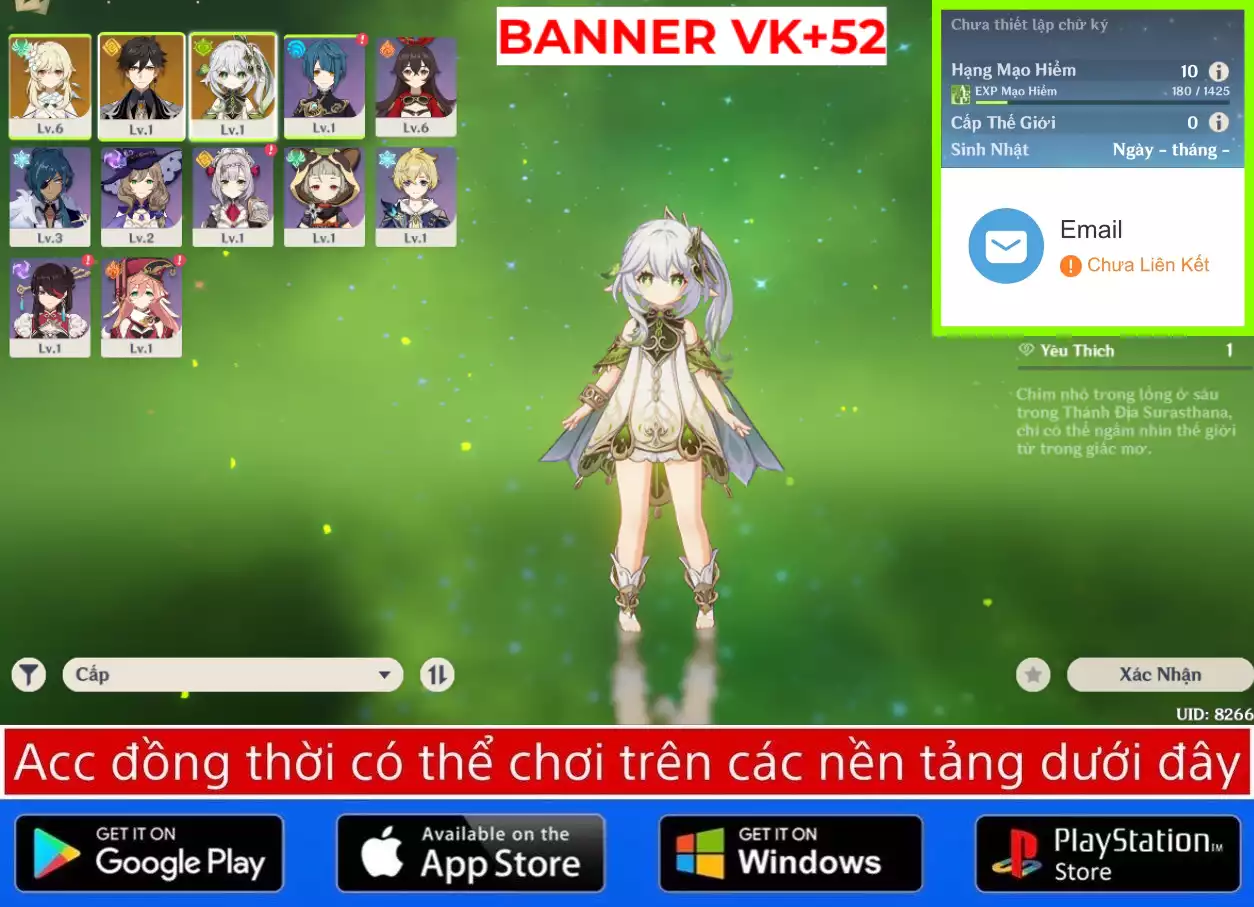 BANNER VK+52
Chưa thiết lập chữ ký
Hạng Mạo Hiểm 10
EXP Mạo Hiểm 180 / 1425
Cấp Thế Giới 0
Sinh Nhật Ngày - tháng -
Email
Chưa Liên Kết
Lv.6 Lv.1 Lv.1 Lv.1 Lv.6
Lv.3 Lv.2 Lv.1 Lv.1 Lv.1
Lv.1 Lv.1
Yêu Thích 1
Chim nhỏ trong lồng ở sâu
trong Thánh Địa Surasthana,
chỉ có thể ngắm nhìn thế giới
từ trong giấc mơ.
Cấp
Xác Nhận
UID: 8266
Acc đồng thời có thể chơi trên các nền tảng dưới đây
GET IT ON
Google Play
Available on the
App Store
GET IT ON
Windows
PlayStation TM
Store